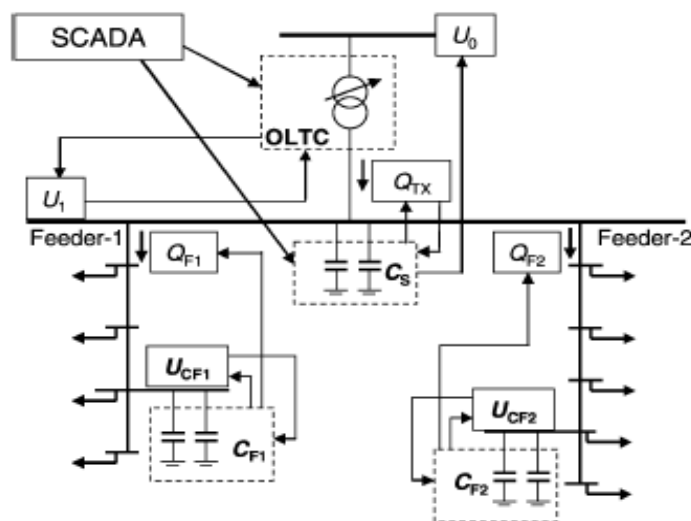 SCADA
U0
OLTC
U1
QTX
Feeder-1
Feeder-2
QF1
CS
QF2
UCF1
UCF2
CF1
CF2